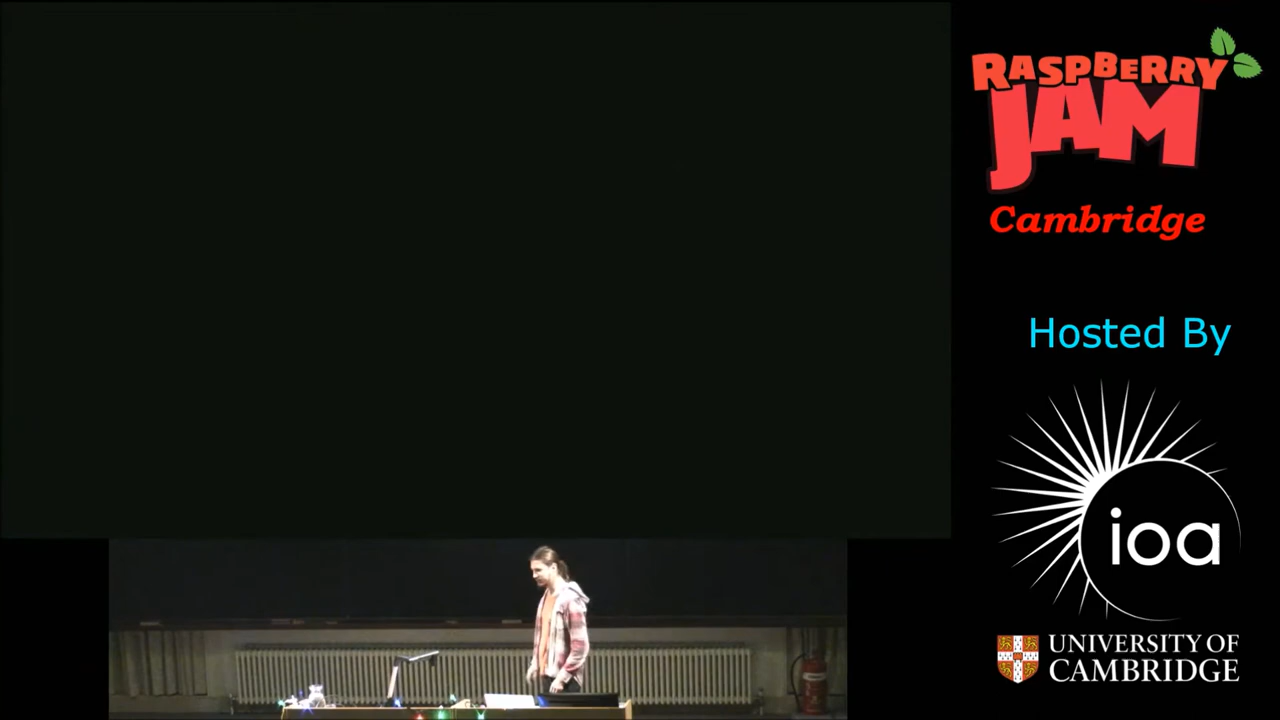 RASPBERRY
JAM
Cambridge
Hosted By
ioa
UNIVERSITY OF
CAMBRIDGE